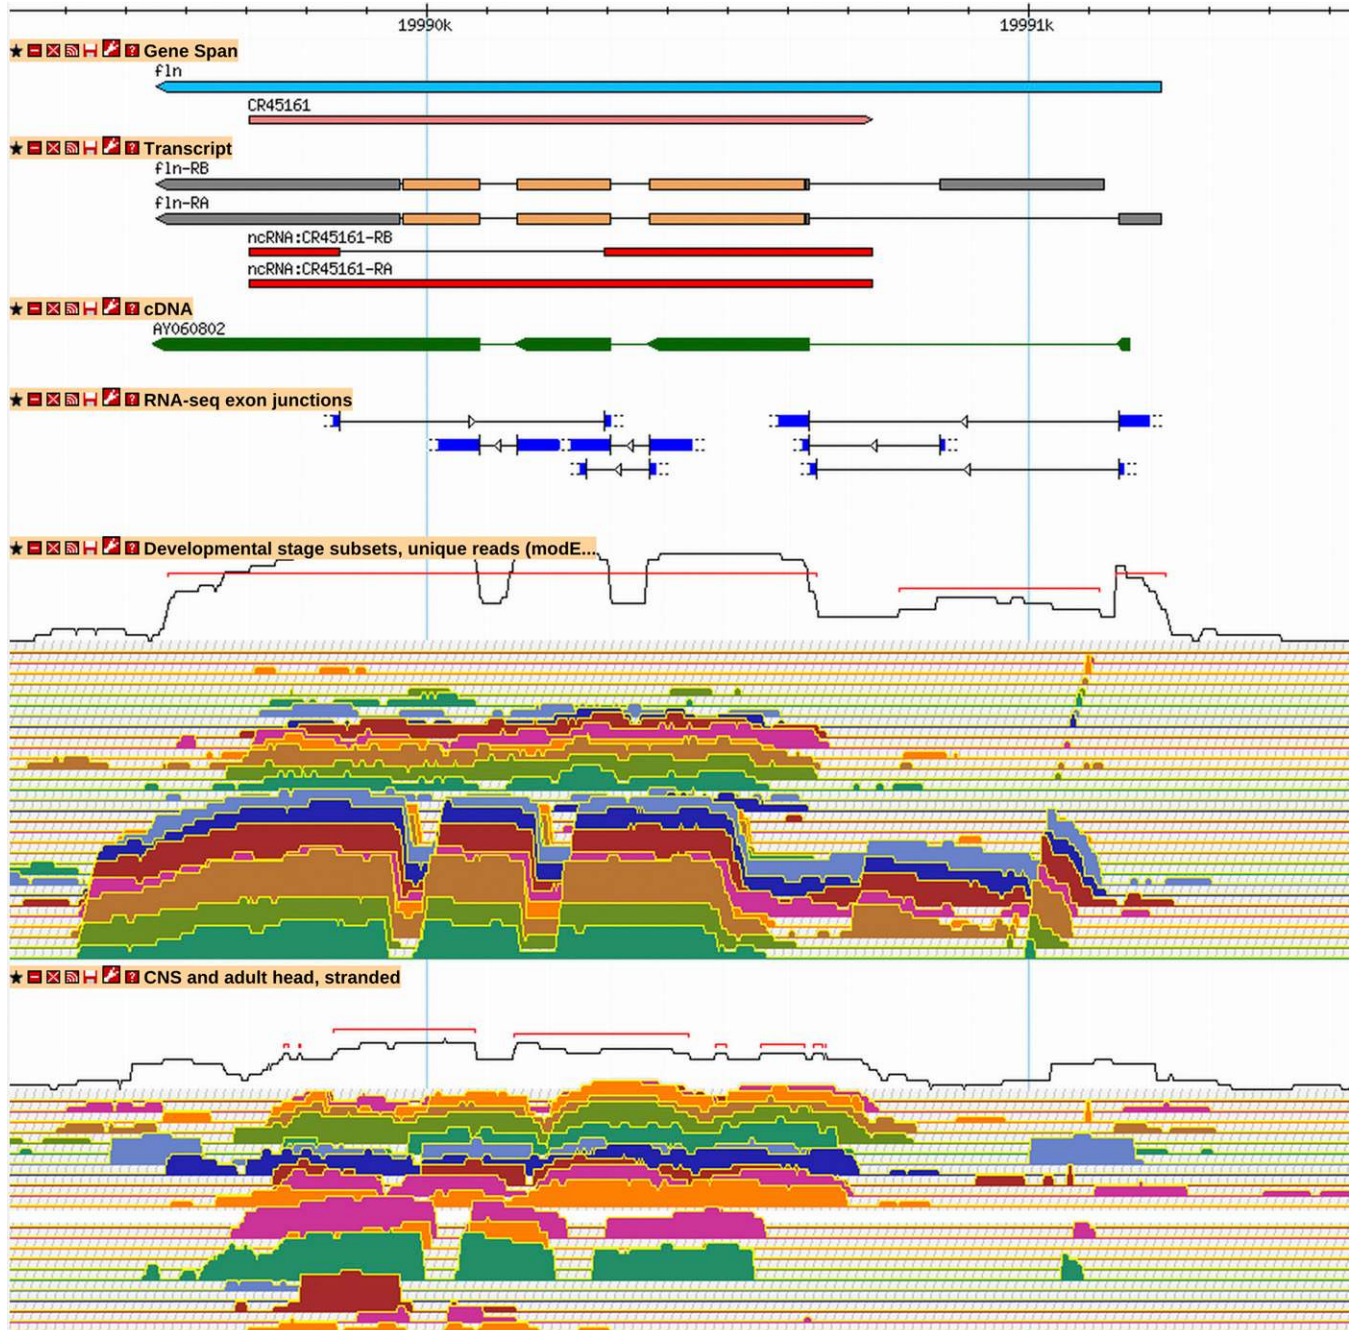 19990k 19991k
Gene Span
fln
CR45161
Transcript
fln-RB
fln-RA
ncRNA:CR45161-RB
ncRNA:CR45161-RA
cDNA
AY060802
RNA-seq exon junctions
Developmental stage subsets, unique reads (modE...
CNS and adult head, stranded